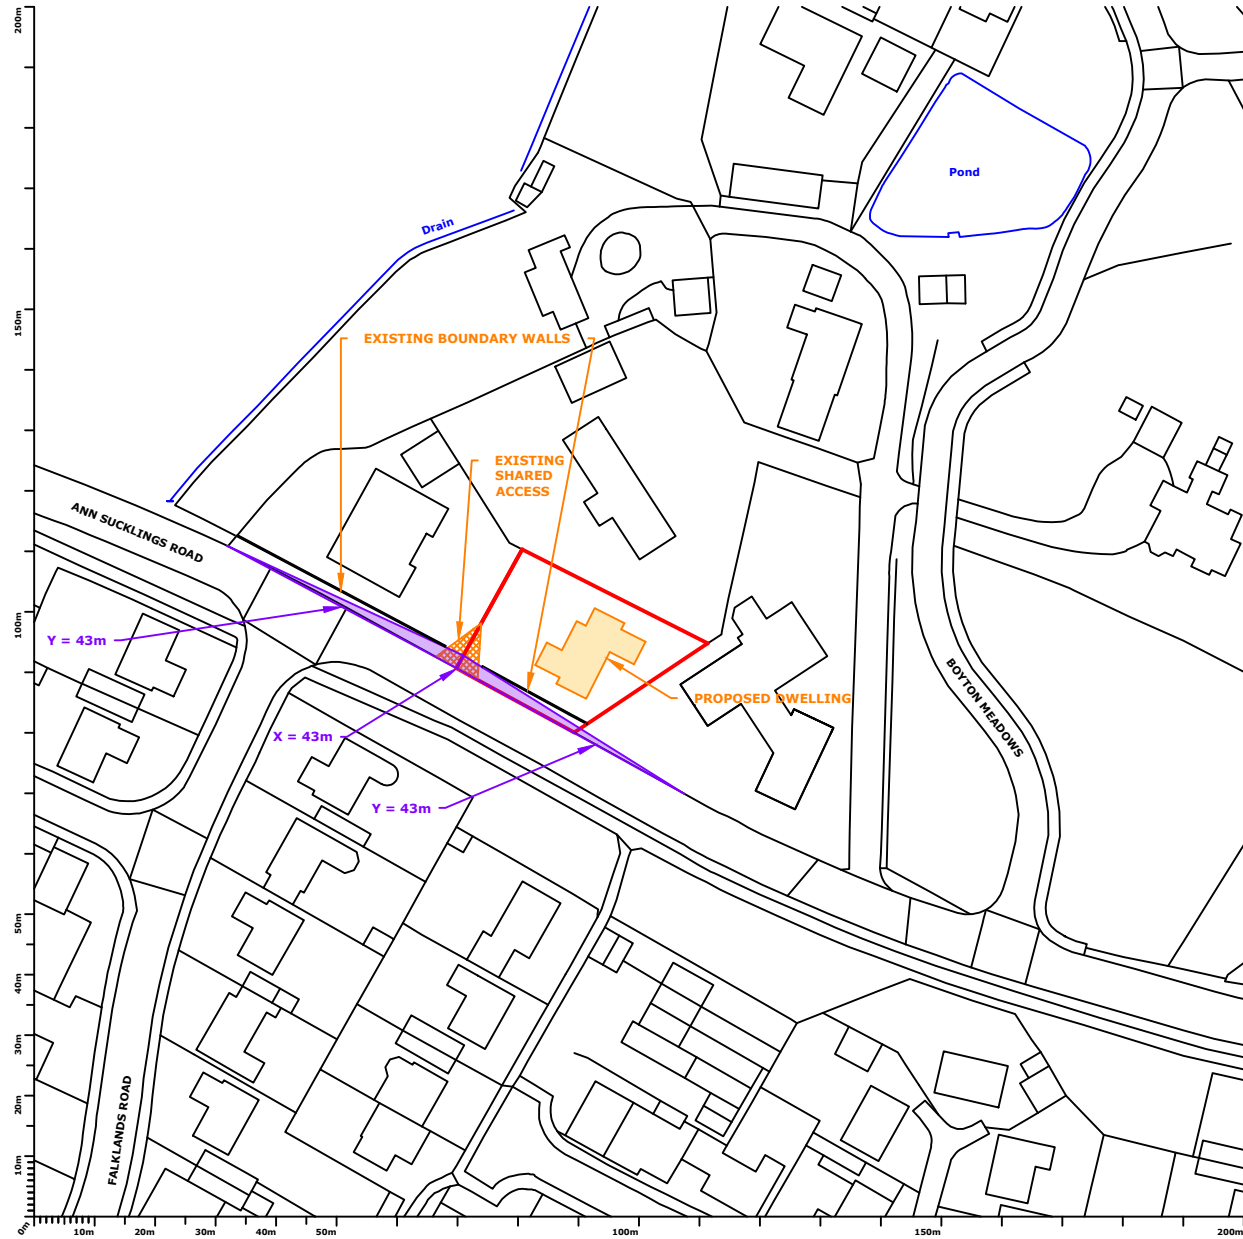 200m
Pond
Drain
150m
EXISTING BOUNDARY WALLS
EXISTING
SHARED
ACCESS
ANN SUCKLINGS ROAD
100m
Y = 43m
BOYTON MEADOWS
PROPOSED DWELLING
X = 43m
Y = 43m
50m
40m
30m
20m
10m
FALKLANDS ROAD
0m
10m
20m
30m
40m
50m
100m
150m
200m